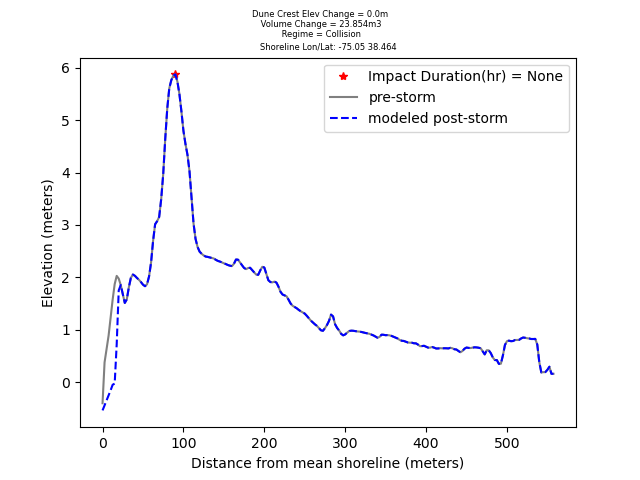 Dune Crest Elev Change = 0.0m
Volume Change = 23.854m3
Regime = Collision
Shoreline Lon/Lat: -75.05 38.464
Impact Duration(hr) = None
pre-storm
modeled post-storm
Elevation (meters)
6
5
4
3
2
1
0
0 100 200 300 400 500
Distance from mean shoreline (meters)